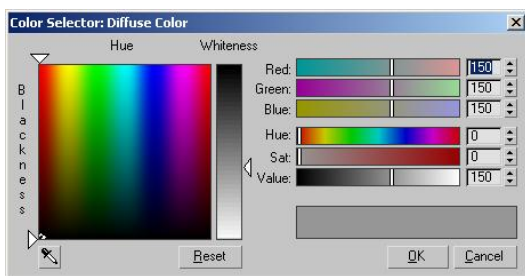 Color Selector: Diffuse Color
Hue
Whiteness
Blackness
Red: 150
Green: 150
Blue: 150
Hue: 0
Sat: 0
Value: 150
Reset
OK
Cancel